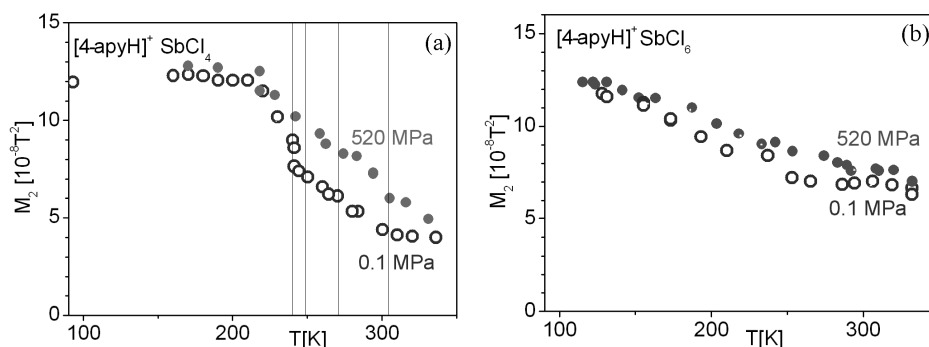 (a)
[4-apyH]⁺ SbCl₄
520 MPa
0.1 MPa
M₂ [10⁻⁸T²]
15
10
5
0
100
200
300
T[K]
(b)
[4-apyH]⁺ SbCl₆
520 MPa
0.1 MPa
M₂ [10⁻⁸T²]
15
10
5
0
100
200
300
T[K]